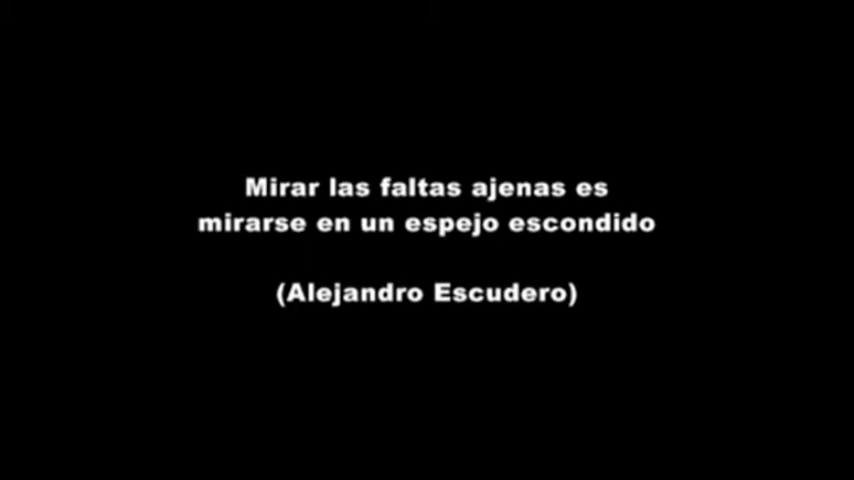 Mirar las faltas ajenas es
mirarse en un espejo escondido
(Alejandro Escudero)